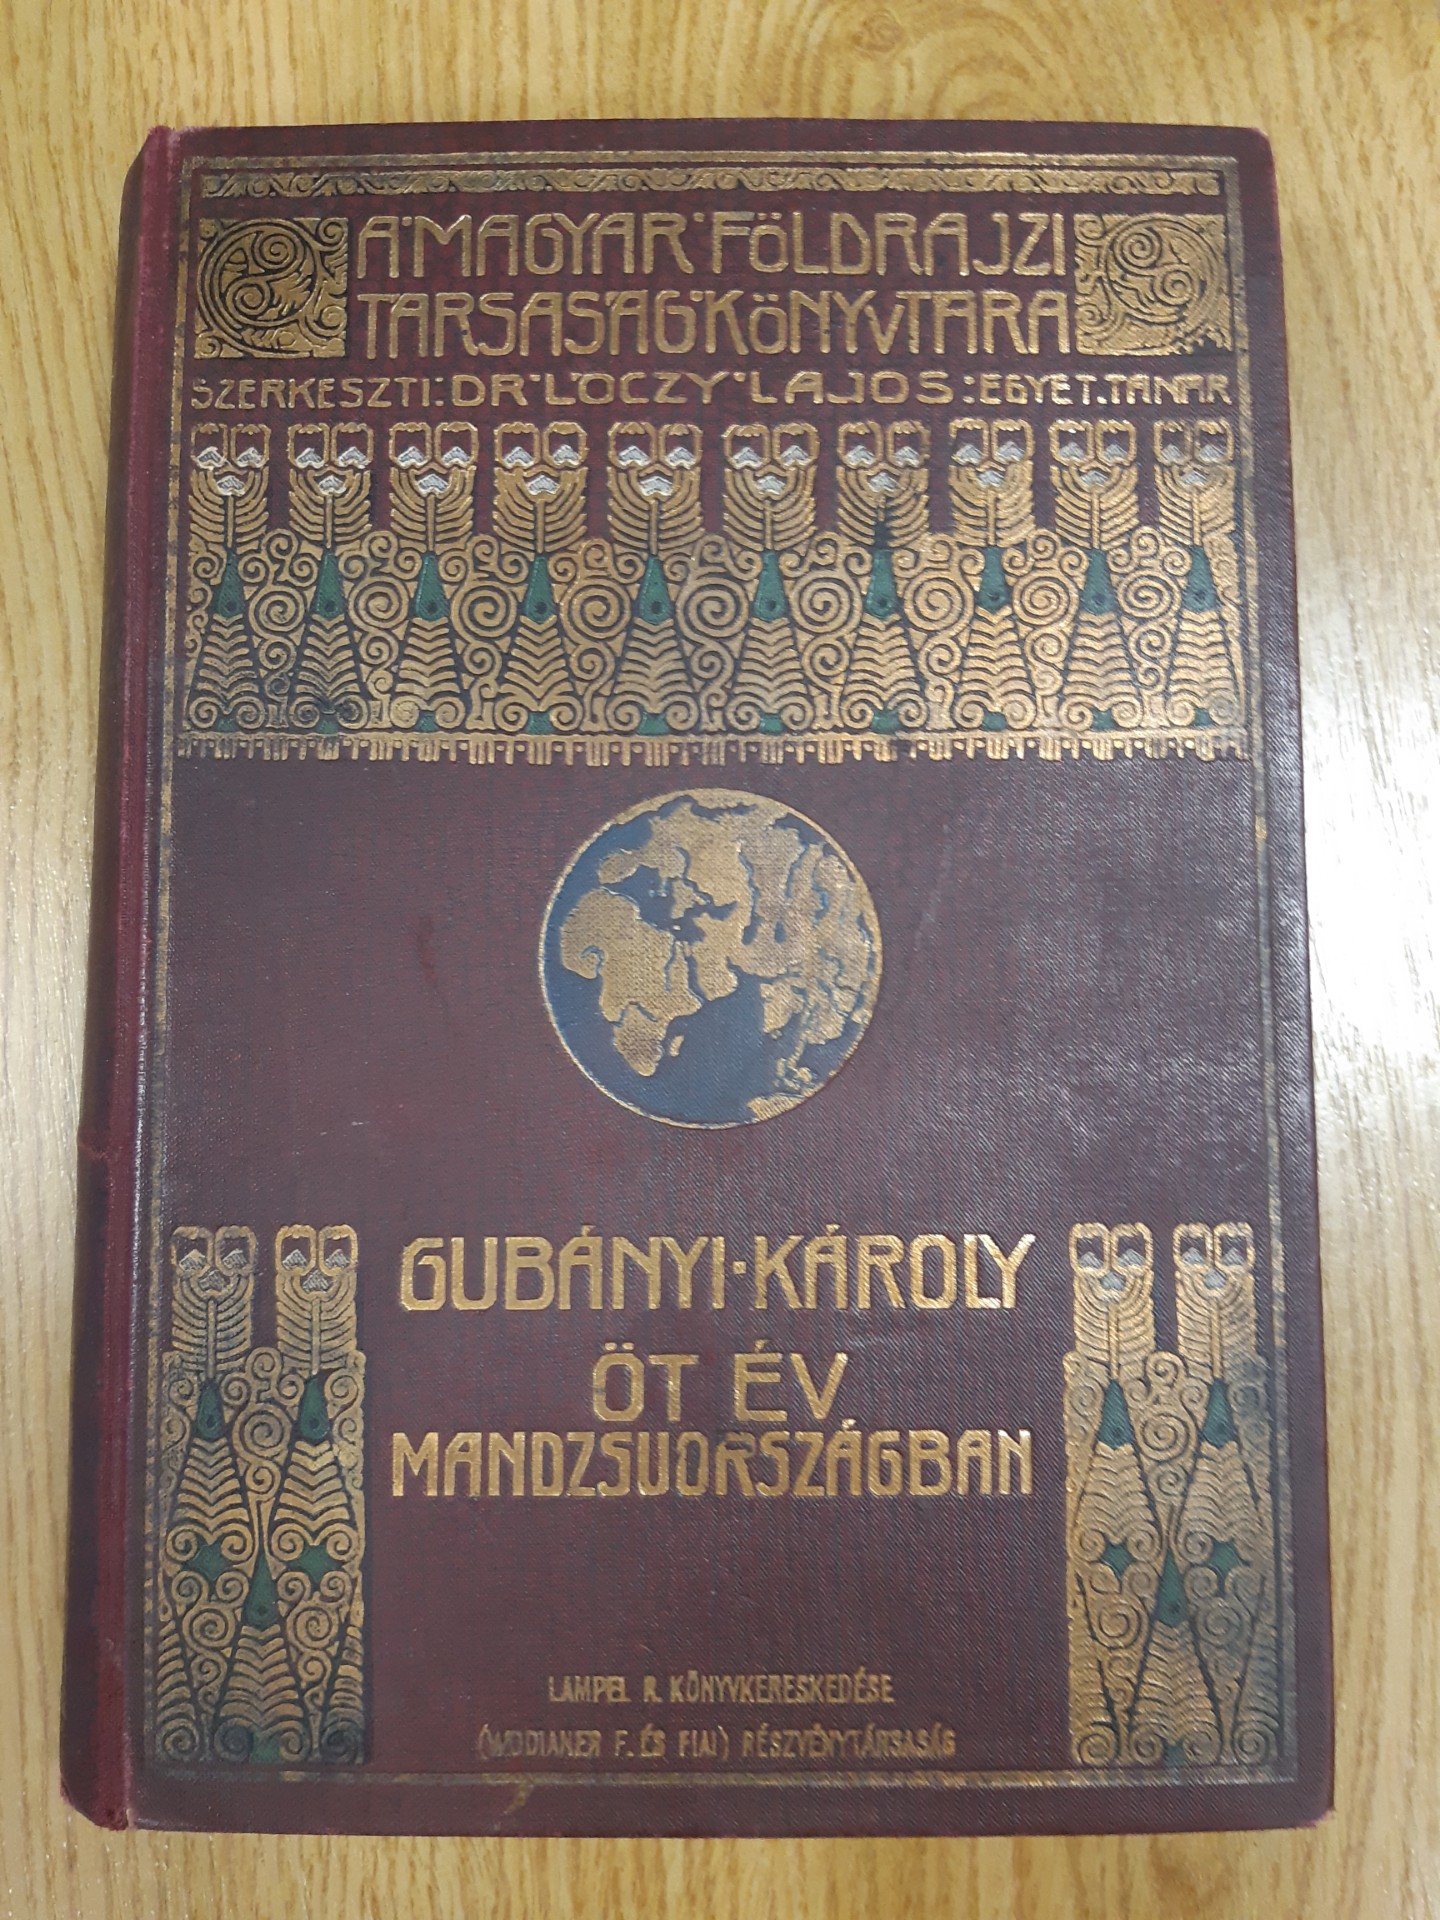 A MAGYAR FÖLDRAJZI
TÁRSASÁG KÖNYVTÁRA
SZERKESZTI: DR LÓCZY LAJOS: EGYET. TANÁR
GUBÁNYI·KÁROLY
ÖT ÉV
MANDZSUORSZÁGBAN
LAMPEL R. KÖNYVKERESKEDÉSE
(WODIANER F. ÉS FIAI) RÉSZVÉNYTÁRSASÁG